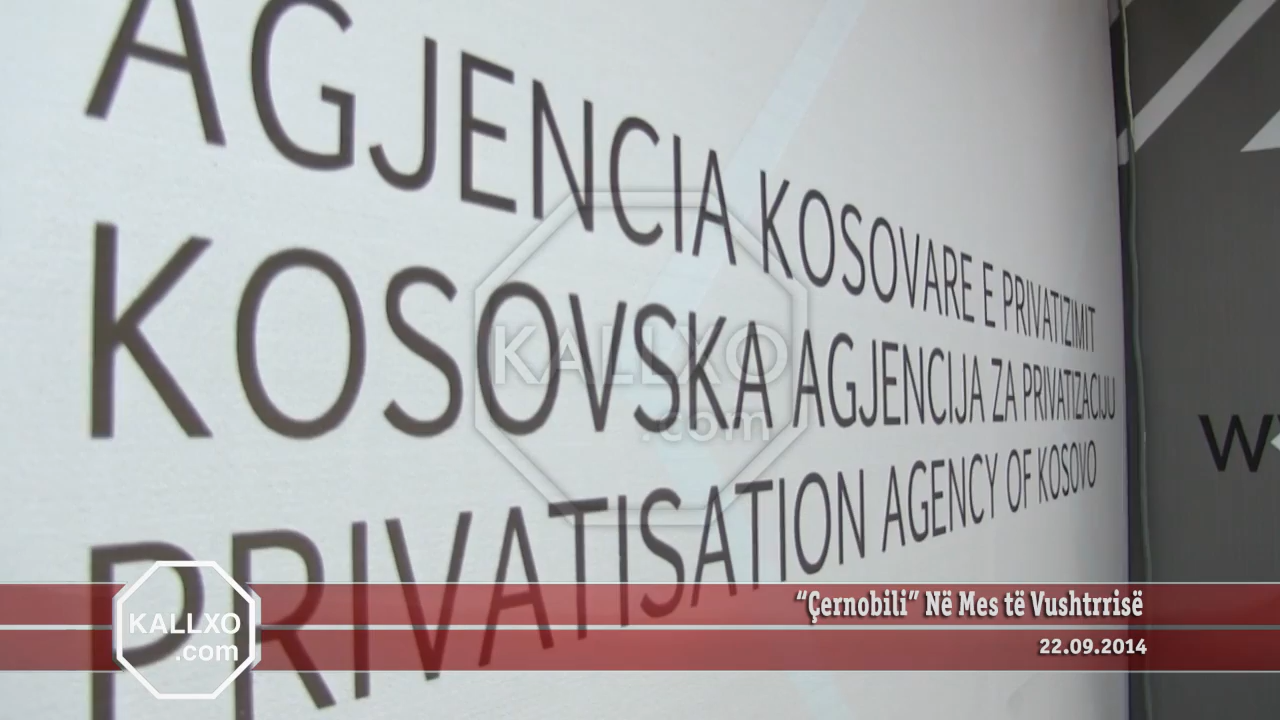 AGJENCIA KOSOVARE E PRIVATIZIMIT
KOSOVSKA AGJENCIJA ZA PRIVATIZACIJU
PRIVATISATION AGENCY OF KOSOVO
W
KALLXO
.com
“Çernobili” Në Mes të Vushtrrisë
22.09.2014
KALLXO
.com